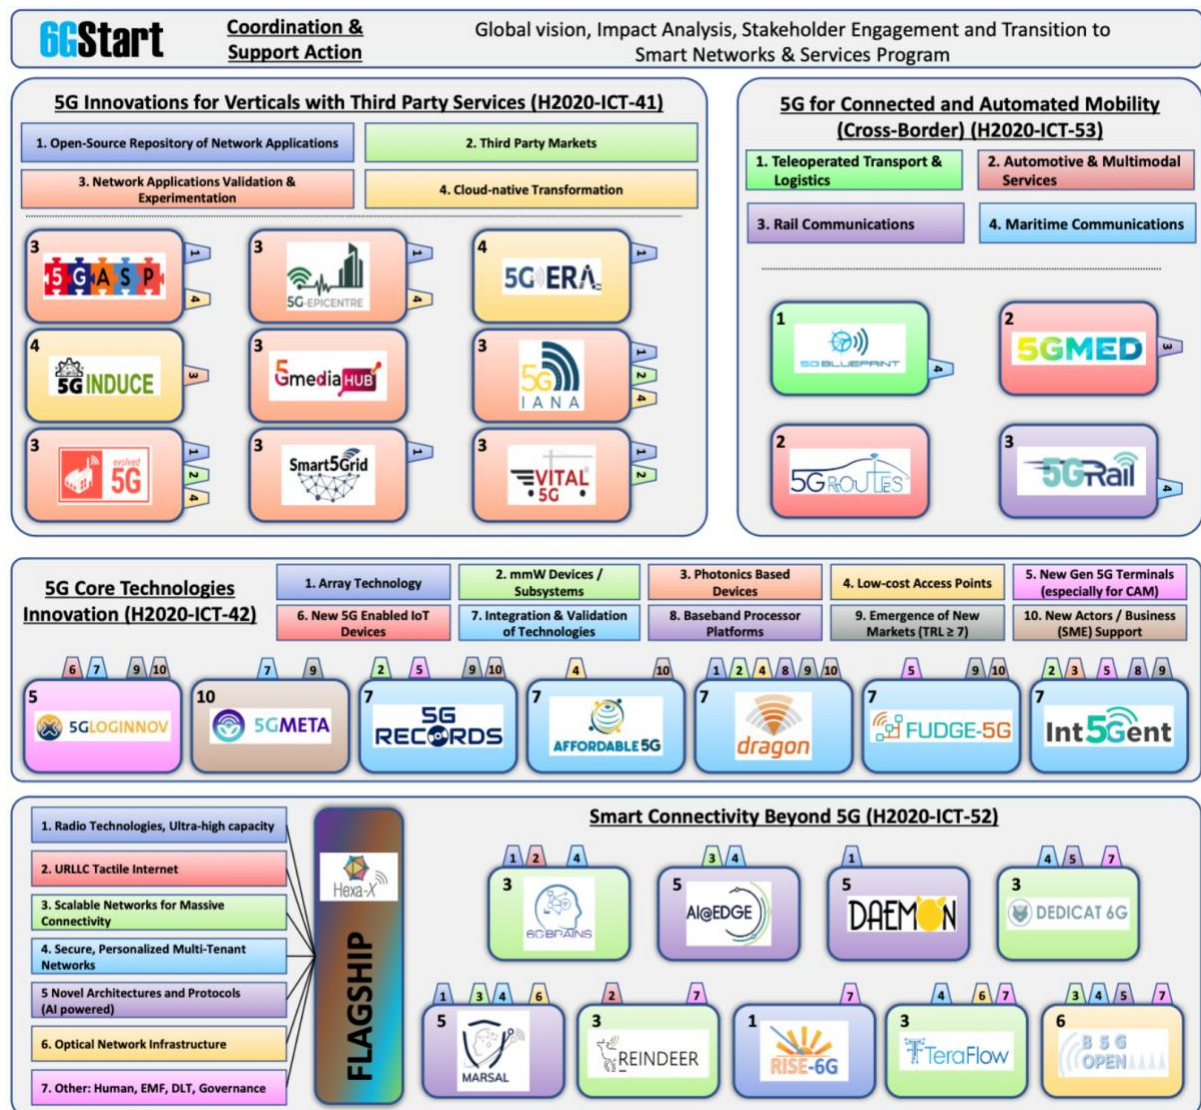 6GStart
Coordination &
Support Action
Global vision, Impact Analysis, Stakeholder Engagement and Transition to
Smart Networks & Services Program
5G Innovations for Verticals with Third Party Services (H2020-ICT-41)
1. Open-Source Repository of Network Applications
2. Third Party Markets
3. Network Applications Validation &
Experimentation
4. Cloud-native Transformation
3
5GASP
1
4
3
5G-EPICENTRE
1
4
4
5G ERA
1
4
5G INDUCE
3
3
5GmediaHUB
3
5G
IANA
1
2
4
3
evolved
5G
1
2
4
3
Smart5Grid
1
3
VITAL
5G
1
2
5G for Connected and Automated Mobility
(Cross-Border) (H2020-ICT-53)
1. Teleoperated Transport &
Logistics
2. Automotive & Multimodal
Services
3. Rail Communications
4. Maritime Communications
1
5G BLUEPRINT
4
2
5GMED
3
2
5G ROUTES
3
5GRail
4
5G Core Technologies
Innovation (H2020-ICT-42)
1. Array Technology
2. mmW Devices /
Subsystems
3. Photonics Based
Devices
4. Low-cost Access Points
5. New Gen 5G Terminals
(especially for CAM)
6. New 5G Enabled IoT
Devices
7. Integration & Validation
of Technologies
8. Baseband Processor
Platforms
9. Emergence of New
Markets (TRL ≥ 7)
10. New Actors / Business
(SME) Support
6 7 9 10
5
5GLOGINNOV
7 9
10
5GMETA
2 5 9 10
7
5G
RECORDS
4 10
7
AFFORDABLE 5G
1 2 4 8 9 10
7
dragon
5 9 10
7
FUDGE-5G
2 3 5 8 9
7
Int5Gent
Smart Connectivity Beyond 5G (H2020-ICT-52)
1. Radio Technologies, Ultra-high capacity
2. URLLC Tactile Internet
3. Scalable Networks for Massive
Connectivity
4. Secure, Personalized Multi-Tenant
Networks
5 Novel Architectures and Protocols
(AI powered)
6. Optical Network Infrastructure
7. Other: Human, EMF, DLT, Governance
Hexa-X
FLAGSHIP
1 2 4
3
6G BRAINS
3 4
5
AI@EDGE
1
5
DAEMON
4 5 7
3
DEDICAT 6G
1 3 4 6
5
MARSAL
2 7
3
REINDEER
7
1
RISE-6G
4 6 7
3
TeraFlow
3 4 5 7
6
B5G
OPEN